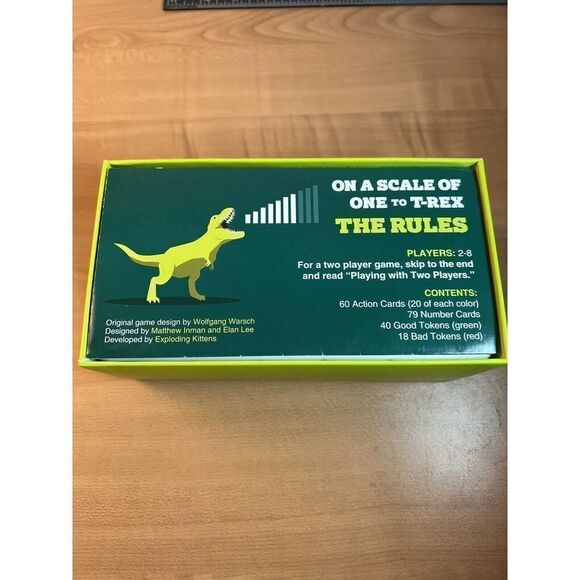 ON A SCALE OF
ONE TO T-REX
THE RULES
PLAYERS: 2-8
For a two player game, skip to the end
and read “Playing with Two Players.”
CONTENTS:
60 Action Cards (20 of each color)
79 Number Cards
40 Good Tokens (green)
18 Bad Tokens (red)
Original game design by Wolfgang Warsch
Designed by Matthew Inman and Elan Lee
Developed by Exploding Kittens